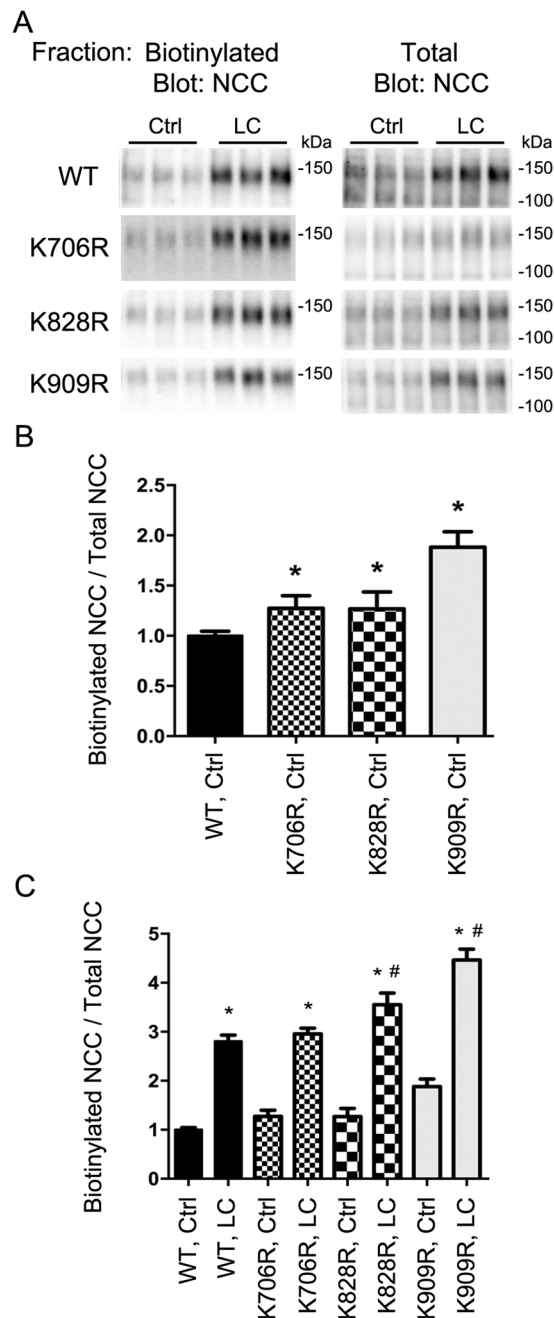 A
Fraction: Biotinylated Total
Blot: NCC Blot: NCC
Ctrl LC kDa Ctrl LC kDa
WT -150 -150
-100
K706R -150 -150
-100
K828R -150 -150
-100
K909R -150 -150
-100
B
Biotinylated NCC / Total NCC
2.5
2.0
1.5
1.0
0.5
0.0
* * *
WT, Ctrl
K706R, Ctrl
K828R, Ctrl
K909R, Ctrl
C
Biotinylated NCC / Total NCC
5
4
3
2
1
0
* * * # * #
WT, Ctrl
WT, LC
K706R, Ctrl
K706R, LC
K828R, Ctrl
K828R, LC
K909R, Ctrl
K909R, LC